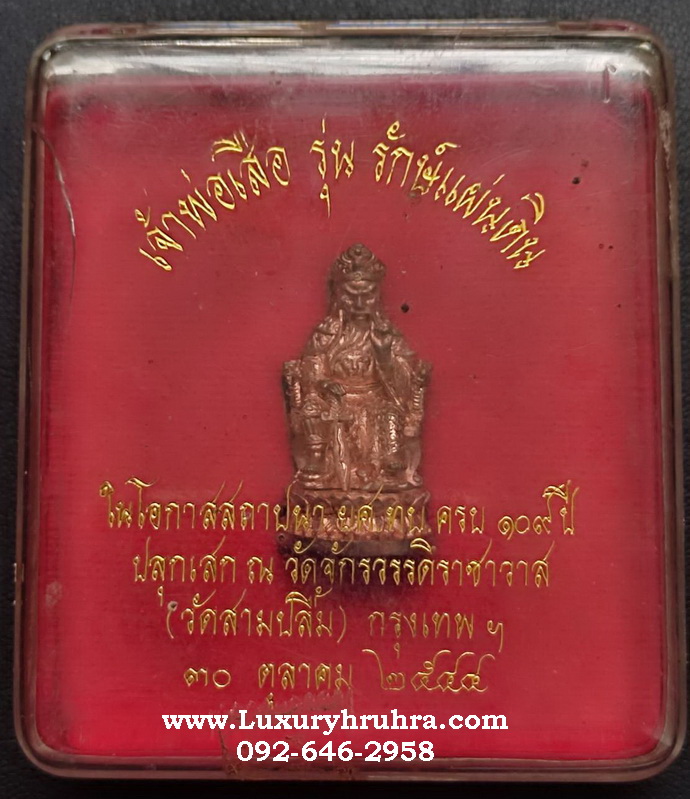 เจ้าพ่อเสือ รุ่น รักษ์แผ่นดิน
ในโอกาสสถาปนา ยศ.ทบ. ครบ ๑๐๙ ปี
ปลุกเสก ณ วัดจักรวรรดิราชาวาส
(วัดสามปลื้ม) กรุงเทพ ฯ
๓๐ ตุลาคม ๒๕๕๔
www.Luxuryhruhra.com
092-646-2958